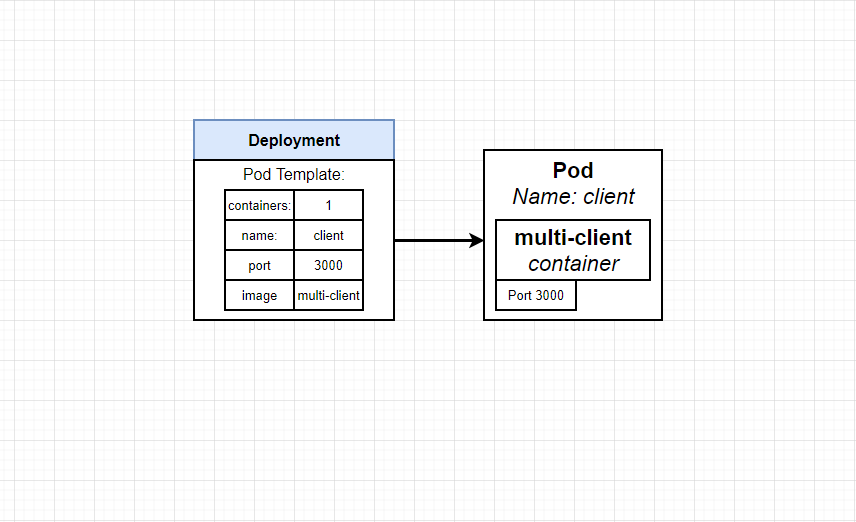 Deployment
Pod Template:
containers: 1
name: client
port 3000
image multi-client
Pod
Name: client
multi-client
container
Port 3000